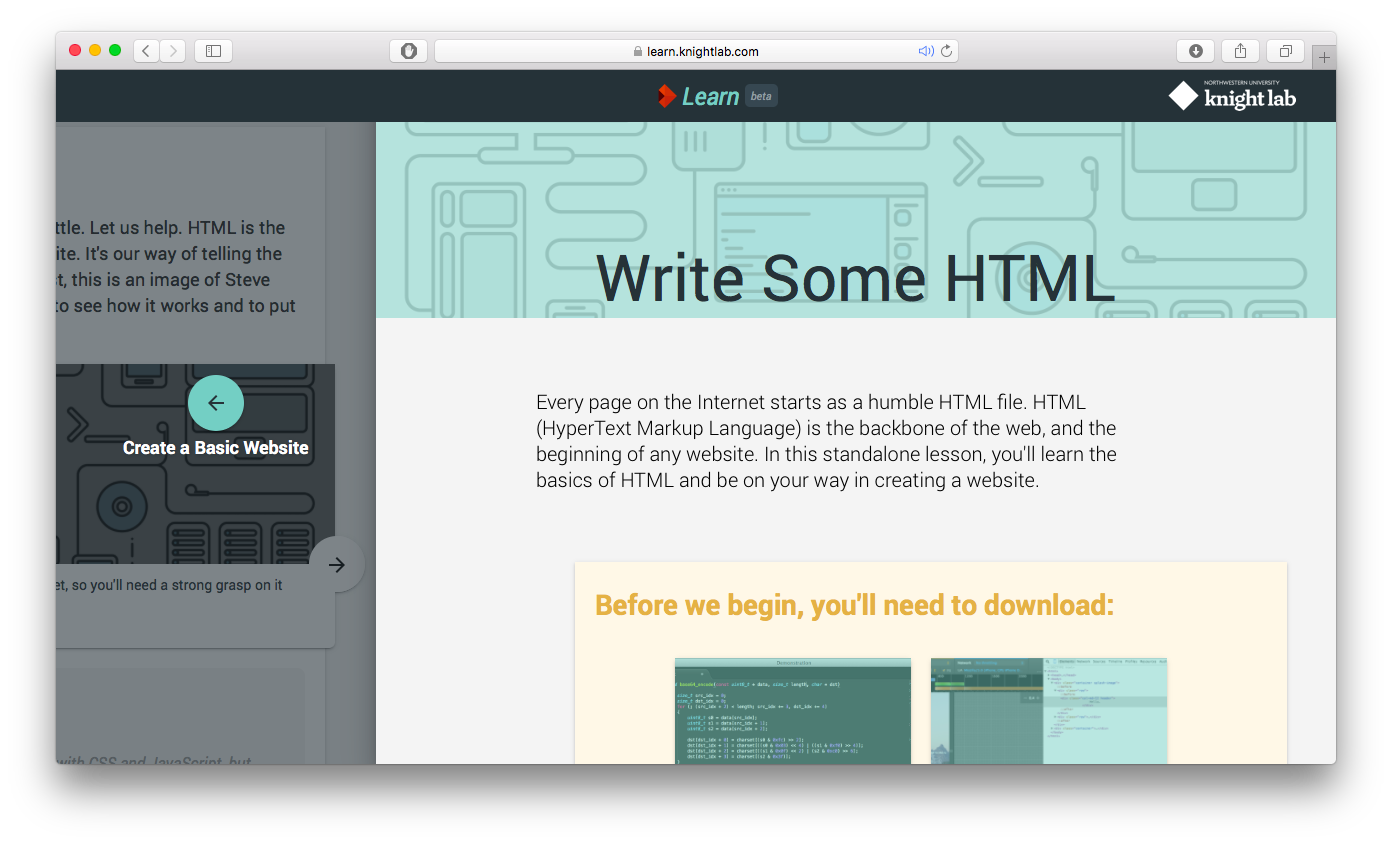 learn.knightlab.com
Learn beta
NORTHWESTERN UNIVERSITY
knight lab
ttle. Let us help. HTML is the
ite. It's our way of telling the
st, this is an image of Steve
to see how it works and to put
Create a Basic Website
et, so you'll need a strong grasp on it
with CSS and JavaScript, but
Write Some HTML
Every page on the Internet starts as a humble HTML file. HTML
(HyperText Markup Language) is the backbone of the web, and the
beginning of any website. In this standalone lesson, you'll learn the
basics of HTML and be on your way in creating a website.
Before we begin, you'll need to download:
Demonstration